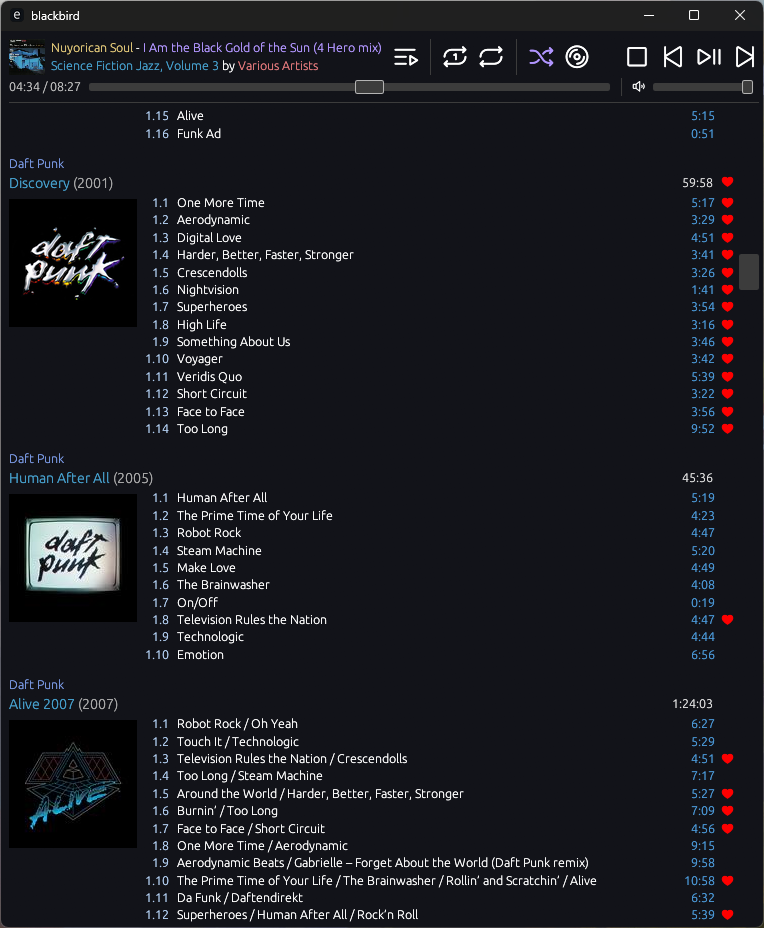 blackbird
Nuyorican Soul - I Am the Black Gold of the Sun (4 Hero mix)
Science Fiction Jazz, Volume 3 by Various Artists
04:34 / 08:27
1.15 Alive 5:15
1.16 Funk Ad 0:51
Daft Punk
Discovery (2001) 59:58
daft punk
1.1 One More Time 5:17
1.2 Aerodynamic 3:29
1.3 Digital Love 4:51
1.4 Harder, Better, Faster, Stronger 3:41
1.5 Crescendolls 3:26
1.6 Nightvision 1:41
1.7 Superheroes 3:54
1.8 High Life 3:16
1.9 Something About Us 3:46
1.10 Voyager 3:42
1.11 Veridis Quo 5:39
1.12 Short Circuit 3:22
1.13 Face to Face 3:56
1.14 Too Long 9:52
Daft Punk
Human After All (2005) 45:36
daft punk
1.1 Human After All 5:19
1.2 The Prime Time of Your Life 4:23
1.3 Robot Rock 4:47
1.4 Steam Machine 5:20
1.5 Make Love 4:49
1.6 The Brainwasher 4:08
1.7 On/Off 0:19
1.8 Television Rules the Nation 4:47
1.9 Technologic 4:44
1.10 Emotion 6:56
Daft Punk
Alive 2007 (2007) 1:24:03
ALIVE
1.1 Robot Rock / Oh Yeah 6:27
1.2 Touch It / Technologic 5:29
1.3 Television Rules the Nation / Crescendolls 4:51
1.4 Too Long / Steam Machine 7:17
1.5 Around the World / Harder, Better, Faster, Stronger 5:27
1.6 Burnin’ / Too Long 7:09
1.7 Face to Face / Short Circuit 4:56
1.8 One More Time / Aerodynamic 9:15
1.9 Aerodynamic Beats / Gabrielle – Forget About the World (Daft Punk remix) 9:58
1.10 The Prime Time of Your Life / The Brainwasher / Rollin’ and Scratchin’ / Alive 10:58
1.11 Da Funk / Daftendirekt 6:32
1.12 Superheroes / Human After All / Rock’n Roll 5:39